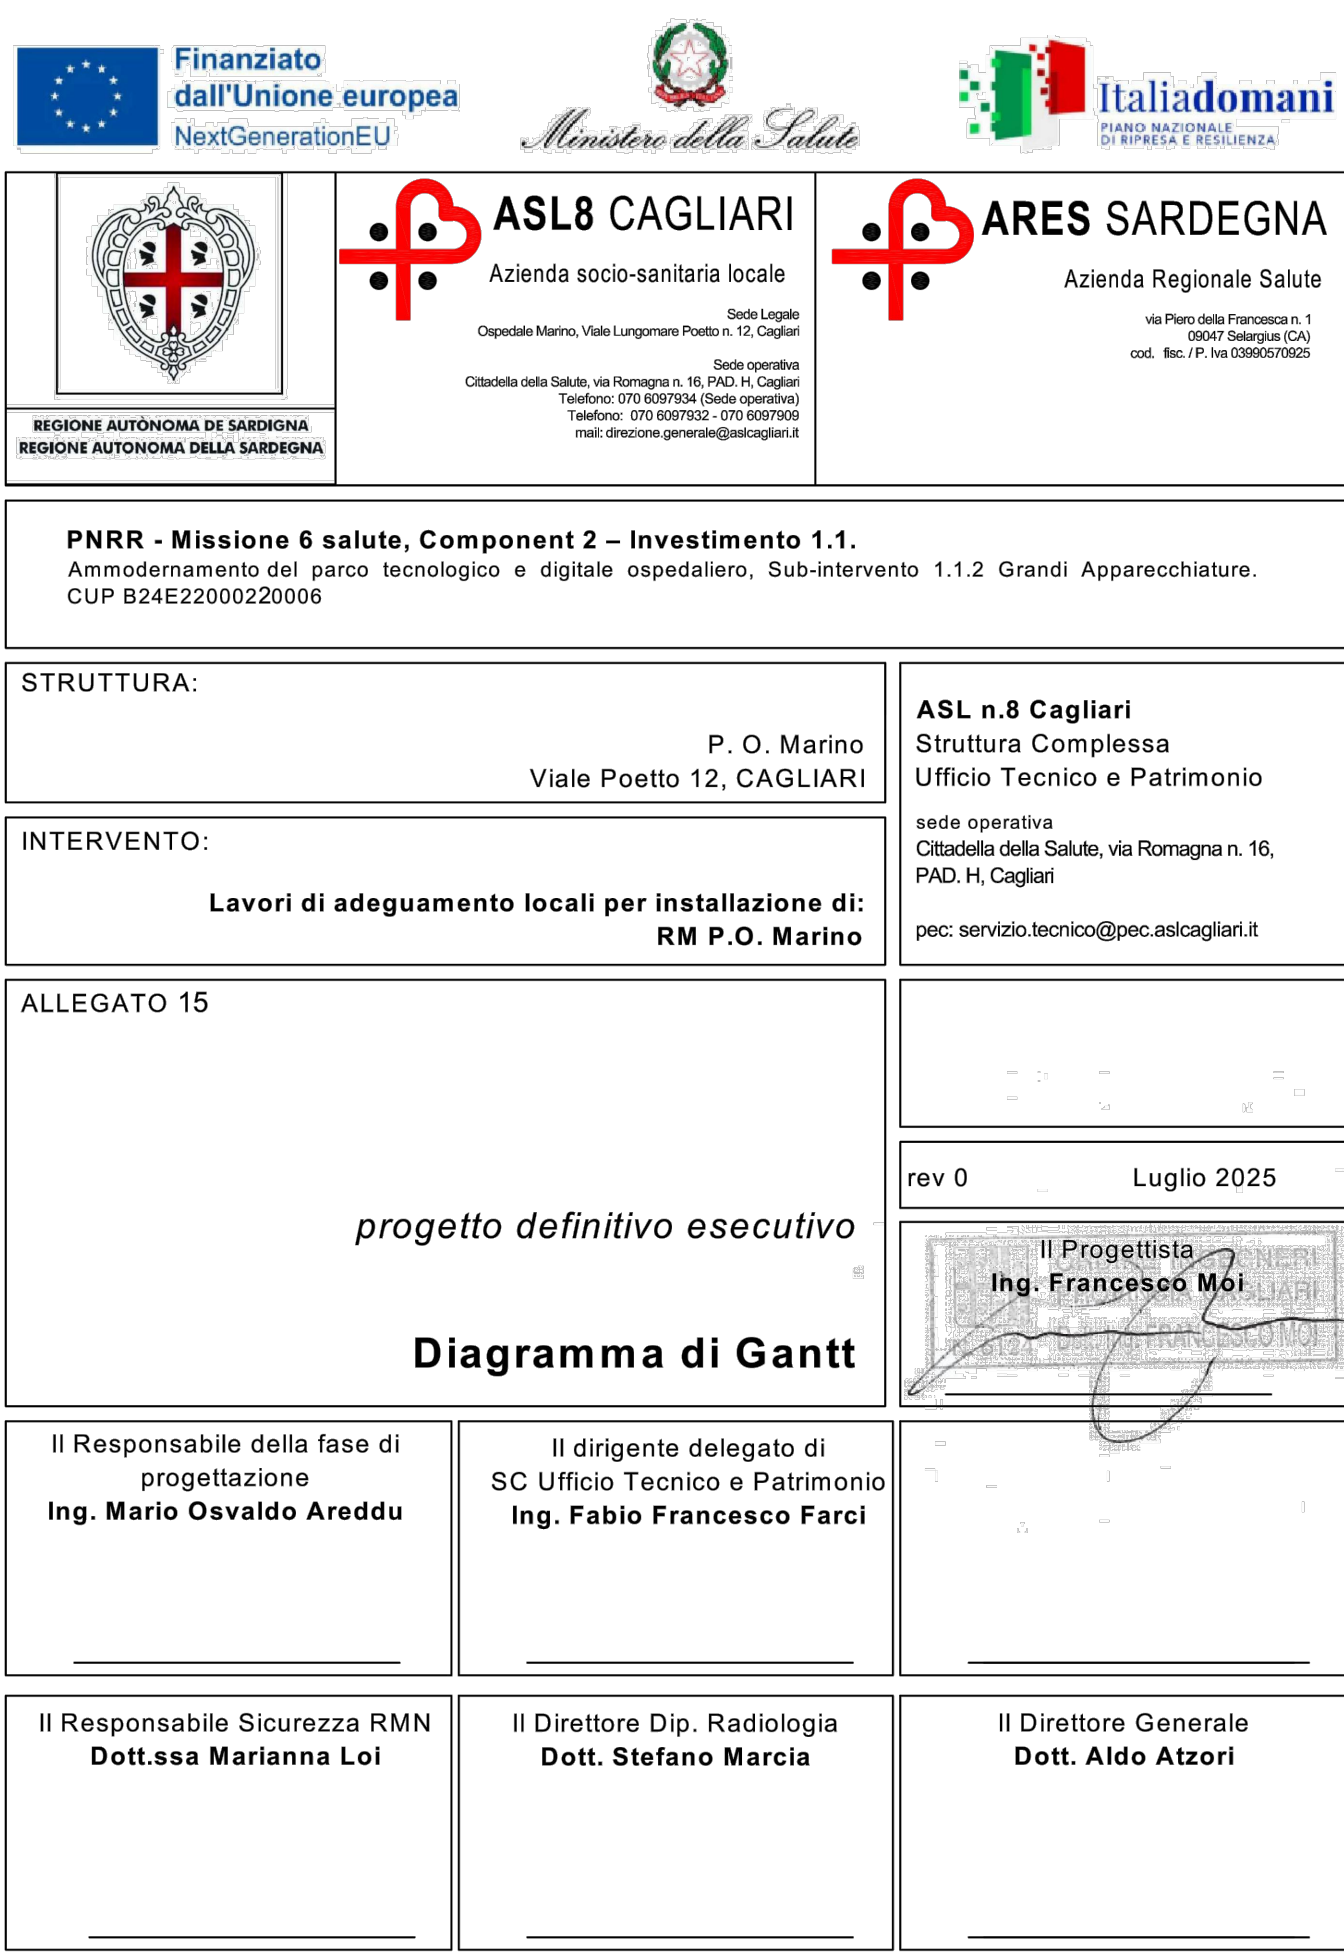 Finanziato
dall'Unione europea
NextGenerationEU
Ministero della Salute
Italiadomani
PIANO NAZIONALE
DI RIPRESA E RESILIENZA
REGIONE AUTÒNOMA DE SARDIGNA
REGIONE AUTONOMA DELLA SARDEGNA
ASL8 CAGLIARI
Azienda socio-sanitaria locale
Sede Legale
Ospedale Marino, Viale Lungomare Poetto n. 12, Cagliari
Sede operativa
Cittadella della Salute, via Romagna n. 16, PAD. H, Cagliari
Telefono: 070 6097934 (Sede operativa)
Telefono: 070 6097932 - 070 6097909
mail: direzione.generale@aslcagliari.it
ARES SARDEGNA
Azienda Regionale Salute
via Piero della Francesca n. 1
09047 Selargius (CA)
cod. fisc. / P. Iva 03990570925
PNRR - Missione 6 salute, Component 2 – Investimento 1.1.
Ammodernamento del parco tecnologico e digitale ospedaliero, Sub-intervento 1.1.2 Grandi Apparecchiature.
CUP B24E22000220006
STRUTTURA:
P. O. Marino
Viale Poetto 12, CAGLIARI
INTERVENTO:
Lavori di adeguamento locali per installazione di:
RM P.O. Marino
ASL n.8 Cagliari
Struttura Complessa
Ufficio Tecnico e Patrimonio
sede operativa
Cittadella della Salute, via Romagna n. 16,
PAD. H, Cagliari
pec: servizio.tecnico@pec.aslcagliari.it
ALLEGATO 15
progetto definitivo esecutivo
Diagramma di Gantt
rev 0 Luglio 2025
Il Progettista
Ing. Francesco Moi
Il Responsabile della fase di
progettazione
Ing. Mario Osvaldo Areddu
Il dirigente delegato di
SC Ufficio Tecnico e Patrimonio
Ing. Fabio Francesco Farci
Il Responsabile Sicurezza RMN
Dott.ssa Marianna Loi
Il Direttore Dip. Radiologia
Dott. Stefano Marcia
Il Direttore Generale
Dott. Aldo Atzori